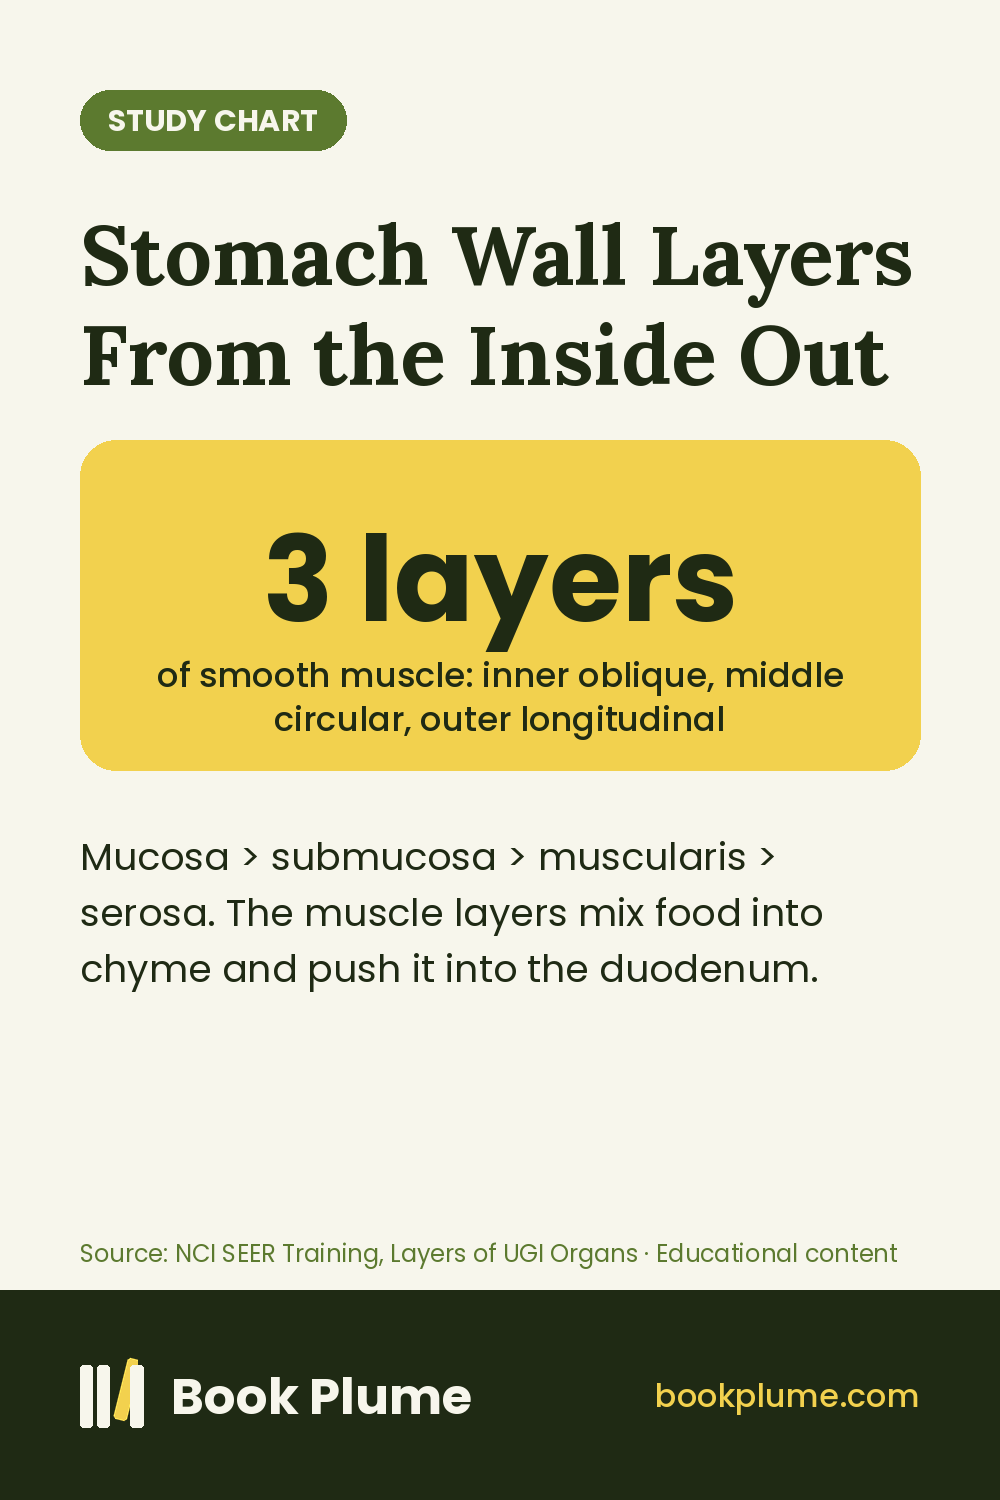 STUDY CHART
Stomach Wall Layers
From the Inside Out
3 layers
of smooth muscle: inner oblique, middle
circular, outer longitudinal
Mucosa > submucosa > muscularis >
serosa. The muscle layers mix food into
chyme and push it into the duodenum.
Source: NCI SEER Training, Layers of UGI Organs · Educational content
Book Plume
bookplume.com